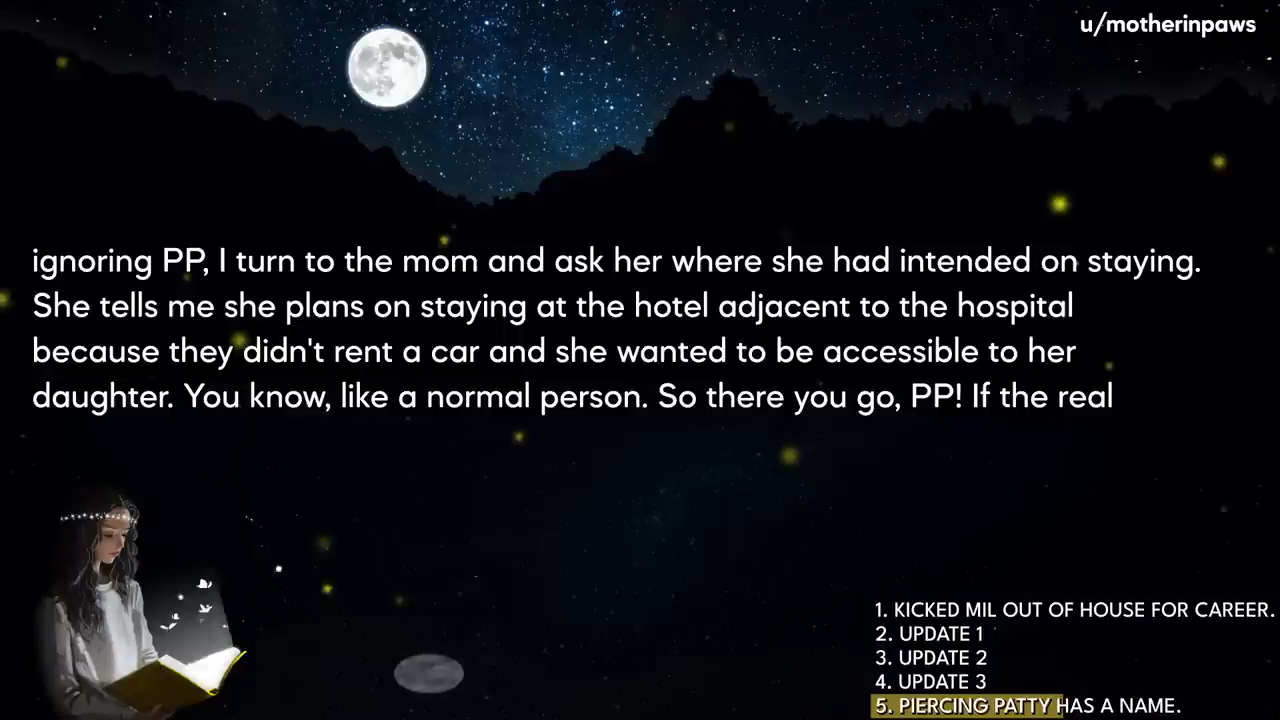 u/motherinpaws
ignoring PP, I turn to the mom and ask her where she had intended on staying.
She tells me she plans on staying at the hotel adjacent to the hospital
because they didn't rent a car and she wanted to be accessible to her
daughter. You know, like a normal person. So there you go, PP! If the real
1. KICKED MIL OUT OF HOUSE FOR CAREER.
2. UPDATE 1
3. UPDATE 2
4. UPDATE 3
5. PIERCING PATTY HAS A NAME.